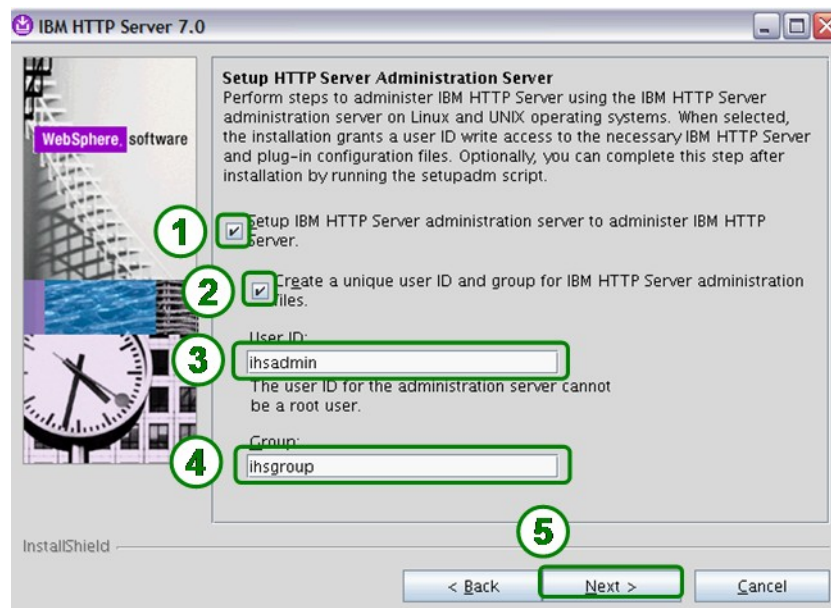 IBM HTTP Server 7.0
WebSphere. software
Setup HTTP Server Administration Server
Perform steps to administer IBM HTTP Server using the IBM HTTP Server
administration server on Linux and UNIX operating systems. When selected,
the installation grants a user ID write access to the necessary IBM HTTP Server
and plug-in configuration files. Optionally, you can complete this step after
installation by running the setupadm script.
1
Setup IBM HTTP Server administration server to administer IBM HTTP
Server.
2
Create a unique user ID and group for IBM HTTP Server administration
files.
User ID:
3
ihsadmin
The user ID for the administration server cannot
be a root user.
Group:
4
ihsgroup
5
InstallShield
< Back
Next >
Cancel